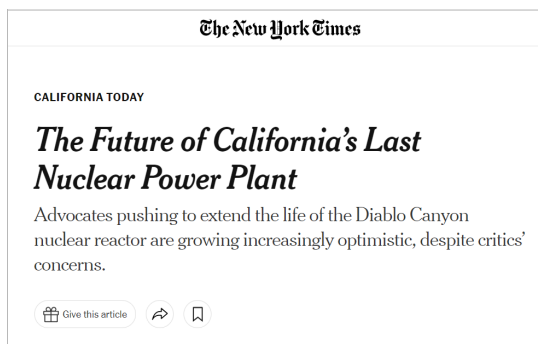 The New York Times
CALIFORNIA TODAY
The Future of California’s Last
Nuclear Power Plant
Advocates pushing to extend the life of the Diablo Canyon
nuclear reactor are growing increasingly optimistic, despite critics’
concerns.
Give this article